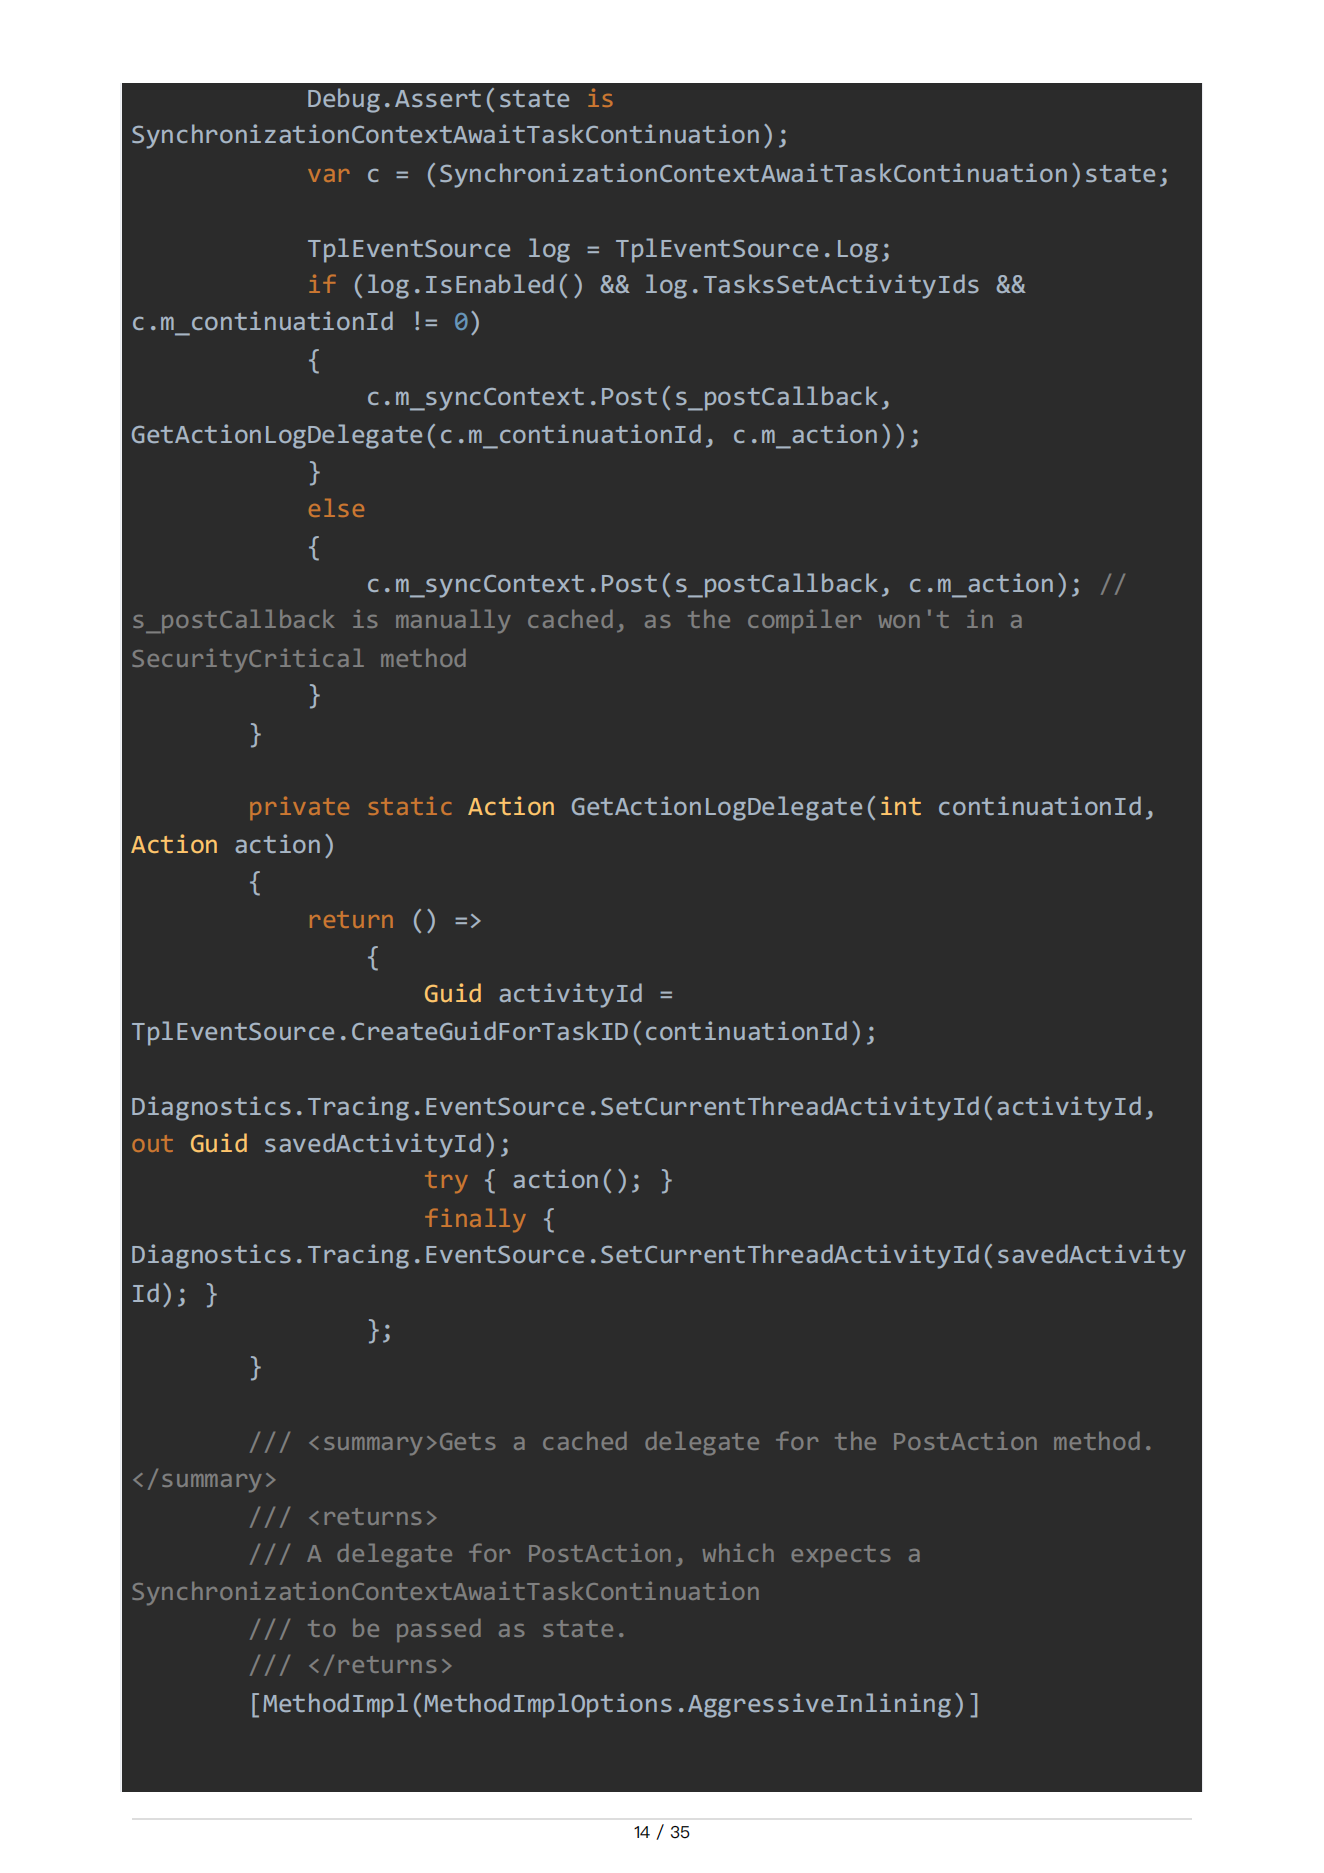 Debug.Assert(state is
SynchronizationContextAwaitTaskContinuation);
            var c = (SynchronizationContextAwaitTaskContinuation)state;

            TplEventSource log = TplEventSource.Log;
            if (log.IsEnabled() && log.TasksSetActivityIds &&
c.m_continuationId != 0)
            {
                c.m_syncContext.Post(s_postCallback,
GetActionLogDelegate(c.m_continuationId, c.m_action));
            }
            else
            {
                c.m_syncContext.Post(s_postCallback, c.m_action); //
s_postCallback is manually cached, as the compiler won't in a
SecurityCritical method
            }
        }

        private static Action GetActionLogDelegate(int continuationId,
Action action)
        {
            return () =>
                {
                    Guid activityId =
TplEventSource.CreateGuidForTaskID(continuationId);

Diagnostics.Tracing.EventSource.SetCurrentThreadActivityId(activityId,
out Guid savedActivityId);
                    try { action(); }
                    finally {
Diagnostics.Tracing.EventSource.SetCurrentThreadActivityId(savedActivity
Id); }
                };
        }

        /// <summary>Gets a cached delegate for the PostAction method.
</summary>
        /// <returns>
        /// A delegate for PostAction, which expects a
SynchronizationContextAwaitTaskContinuation
        /// to be passed as state.
        /// </returns>
        [MethodImpl(MethodImplOptions.AggressiveInlining)]
14 / 35